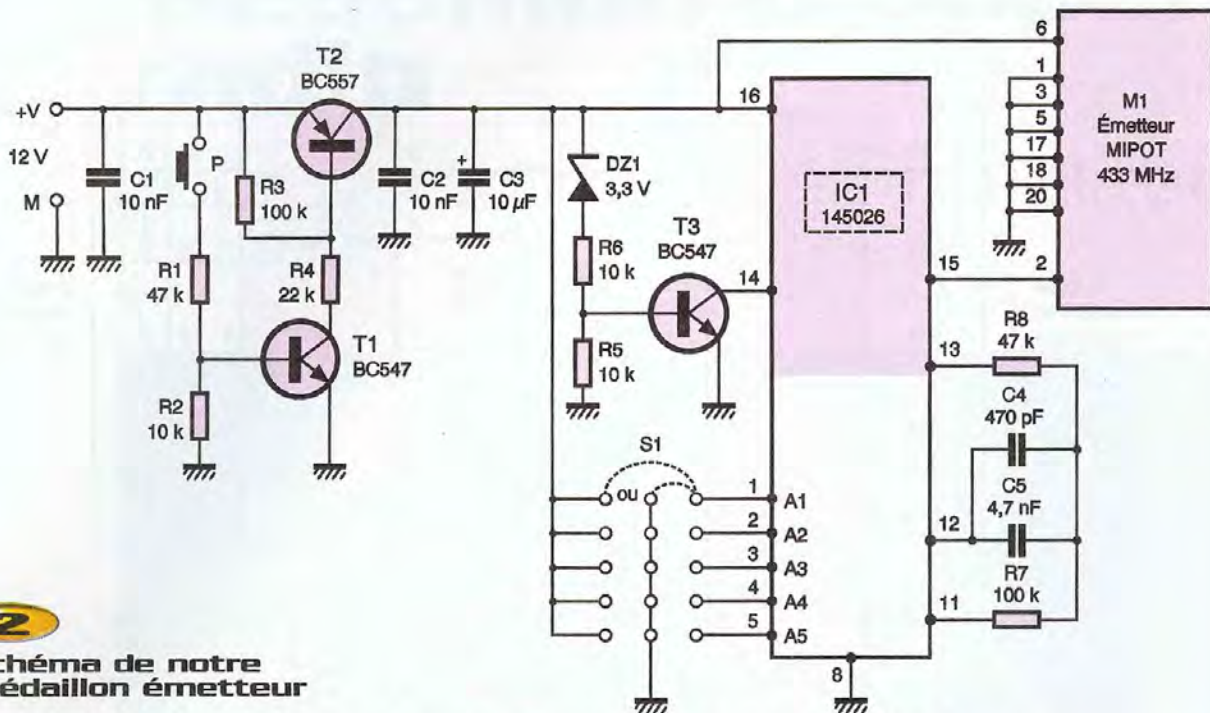 +V
12 V
M
C1
10 nF
P
R1
47 k
R2
10 k
R3
100 k
T2
BC557
R4
22 k
T1
BC547
C2
10 nF
+
C3
10 µF
DZ1
3,3 V
R6
10 k
R5
10 k
T3
BC547
S1
ou
16
14
1
2
3
4
5
A1
A2
A3
A4
A5
IC1
145026
8
15
13
12
11
R8
47 k
C4
470 pF
C5
4,7 nF
R7
100 k
6
1
3
5
17
18
20
2
M1
Émetteur
MIPOT
433 MHz
2
chéma de notre
édaillon émetteur